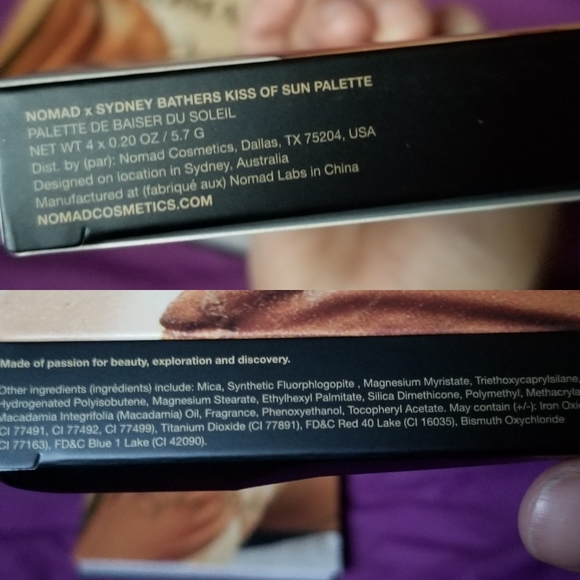 NOMAD x SYDNEY BATHERS KISS OF SUN PALETTE
PALETTE DE BAISER DU SOLEIL
NET WT 4 x 0.20 OZ / 5.7 G
Dist. by (par): Nomad Cosmetics, Dallas, TX 75204, USA
Designed on location in Sydney, Australia
Manufactured at (fabriqué aux) Nomad Labs in China
NOMADCOSMETICS.COM
Made of passion for beauty, exploration and discovery.
Other ingredients (ingrédients) include: Mica, Synthetic Fluorphlogopite , Magnesium Myristate, Triethoxycaprylsilane,
Hydrogenated Polyisobutene, Magnesium Stearate, Ethylhexyl Palmitate, Silica Dimethicone, Polymethyl, Methacryla
Macadamia Integrifolia (Macadamia) Oil, Fragrance, Phenoxyethanol, Tocopheryl Acetate. May contain (+/-): Iron Oxi
CI 77491, CI 77492, CI 77499), Titanium Dioxide (CI 77891), FD&C Red 40 Lake (CI 16035), Bismuth Oxychloride
CI 77163), FD&C Blue 1 Lake (CI 42090).